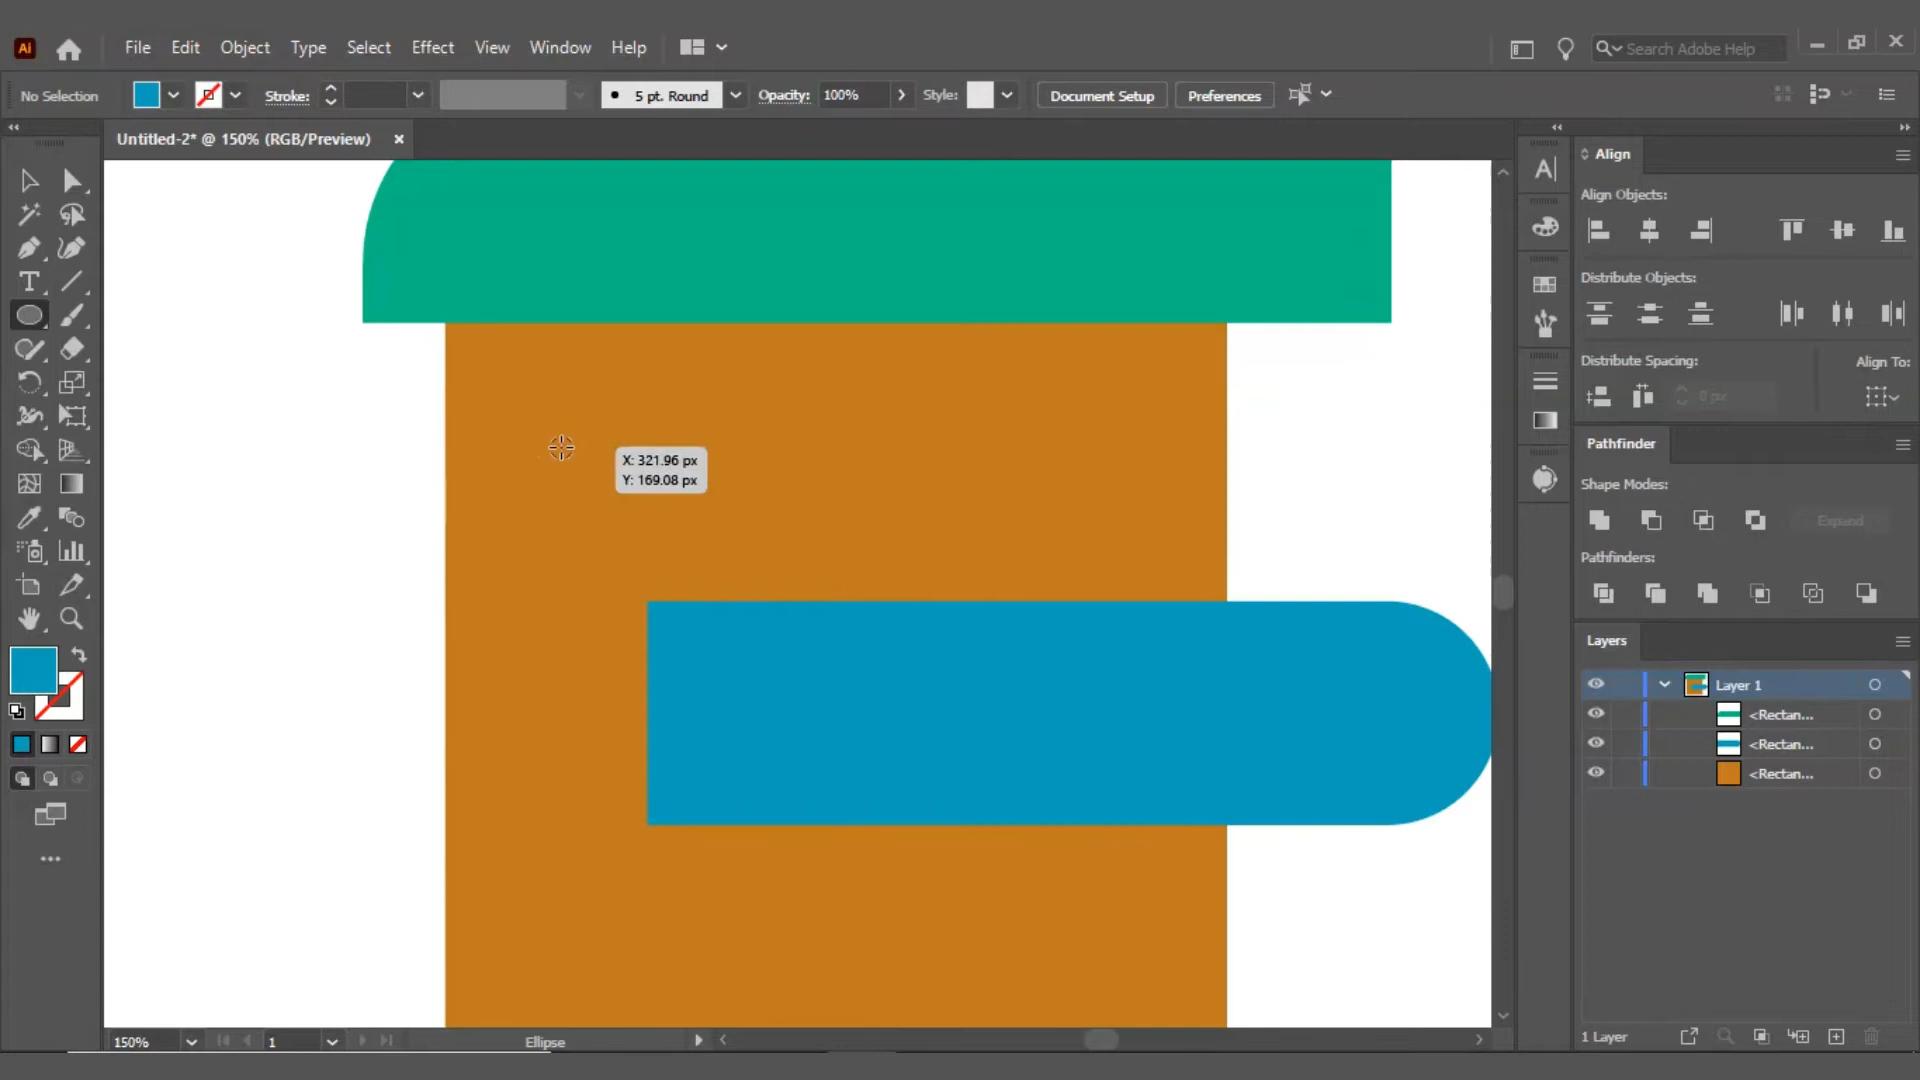 Ai File Edit Object Type Select Effect View Window Help Search Adobe Help
No Selection Stroke: 5 pt. Round Opacity: 100% Style: Document Setup Preferences
Untitled-2* @ 150% (RGB/Preview) ×
Align
Align Objects:
Distribute Objects:
Distribute Spacing: Align To:
0 px
X: 321.96 px
Y: 169.08 px
Pathfinder
Shape Modes:
Expand
Pathfinders:
Layers
Layer 1
<Rectan...
<Rectan...
<Rectan...
1 Layer
150% 1 Ellipse